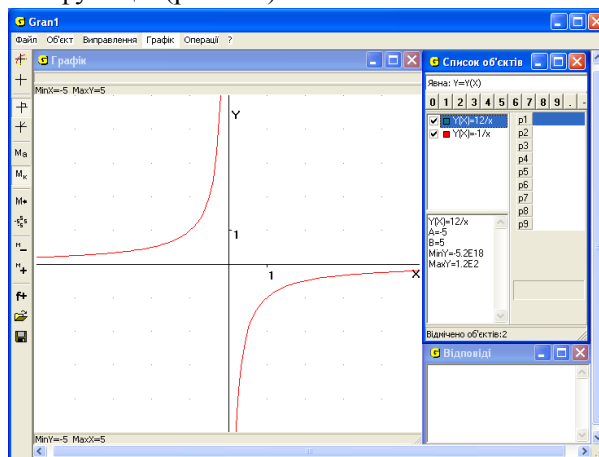 Gran1
Файл Об'єкт Виправлення Графік Операції ?
Графік
MinX=-5 MaxY=5
Y
1
X
1
MinY=-5 MaxX=5
Список об'єктів
Явна: Y=Y(X)
0 1 2 3 4 5 6 7 8 9 . -
Y(X)=12/x
Y(X)=-1/x
p1
p2
p3
p4
p5
p6
p7
p8
p9
Y(X)=12/x
A=-5
B=5
MinY=-5.2E18
MaxY=1.2E2
Відмічено об'єктів:2
Відповіді